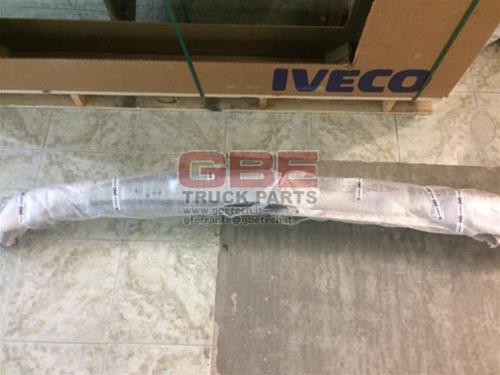 IVECO
GBE
TRUCK PARTS
www.gbetech.it
gferrante@gbetech.it